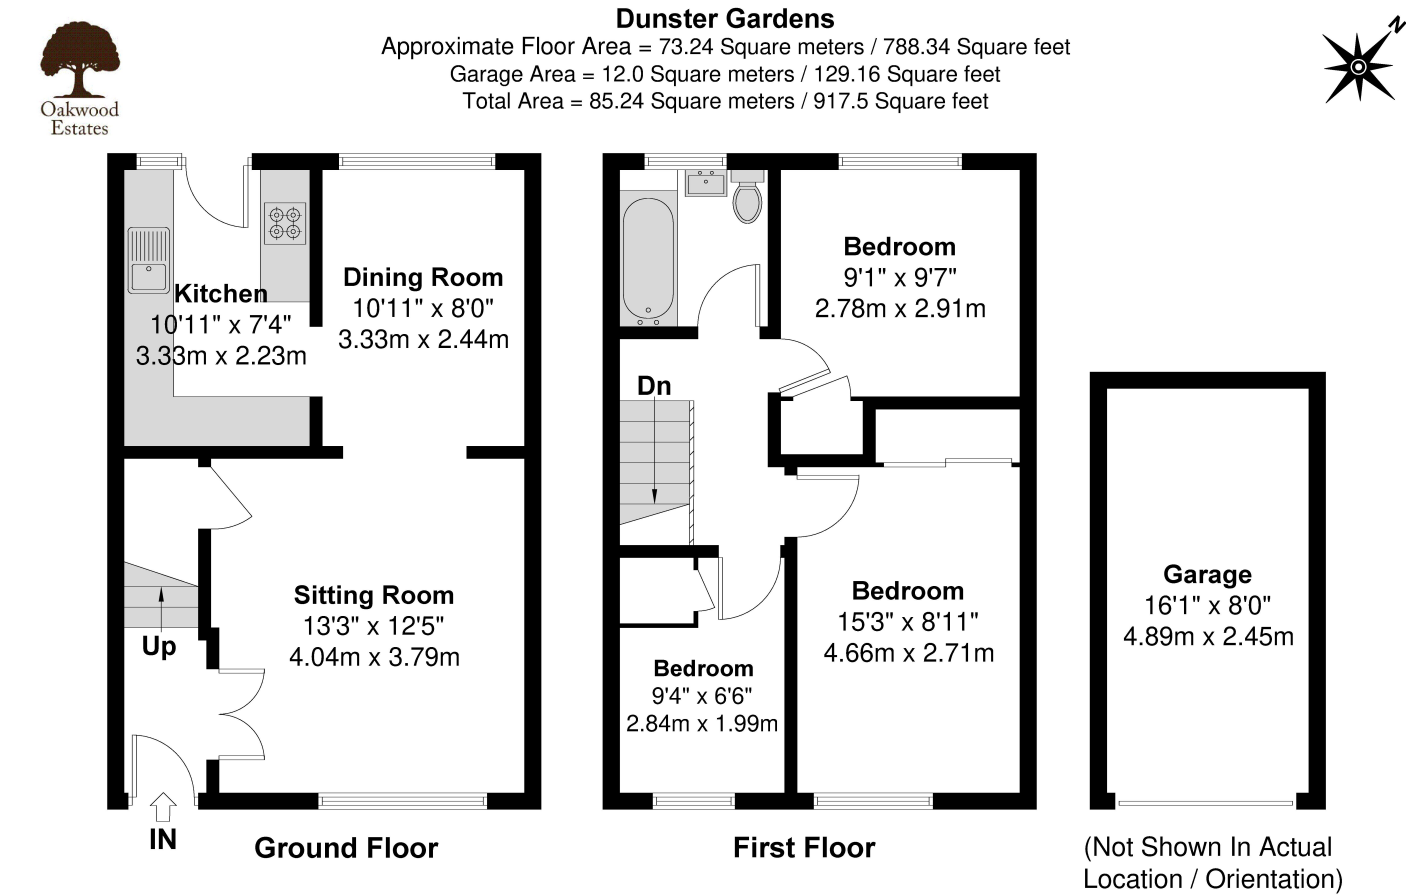 Dunster Gardens
Approximate Floor Area = 73.24 Square meters / 788.34 Square feet
Garage Area = 12.0 Square meters / 129.16 Square feet
Total Area = 85.24 Square meters / 917.5 Square feet
Oakwood
Estates
N
Kitchen
10'11" x 7'4"
3.33m x 2.23m
Dining Room
10'11" x 8'0"
3.33m x 2.44m
Sitting Room
13'3" x 12'5"
4.04m x 3.79m
Up
IN
Ground Floor
Bedroom
9'1" x 9'7"
2.78m x 2.91m
Dn
Bedroom
15'3" x 8'11"
4.66m x 2.71m
Bedroom
9'4" x 6'6"
2.84m x 1.99m
First Floor
Garage
16'1" x 8'0"
4.89m x 2.45m
(Not Shown In Actual
Location / Orientation)